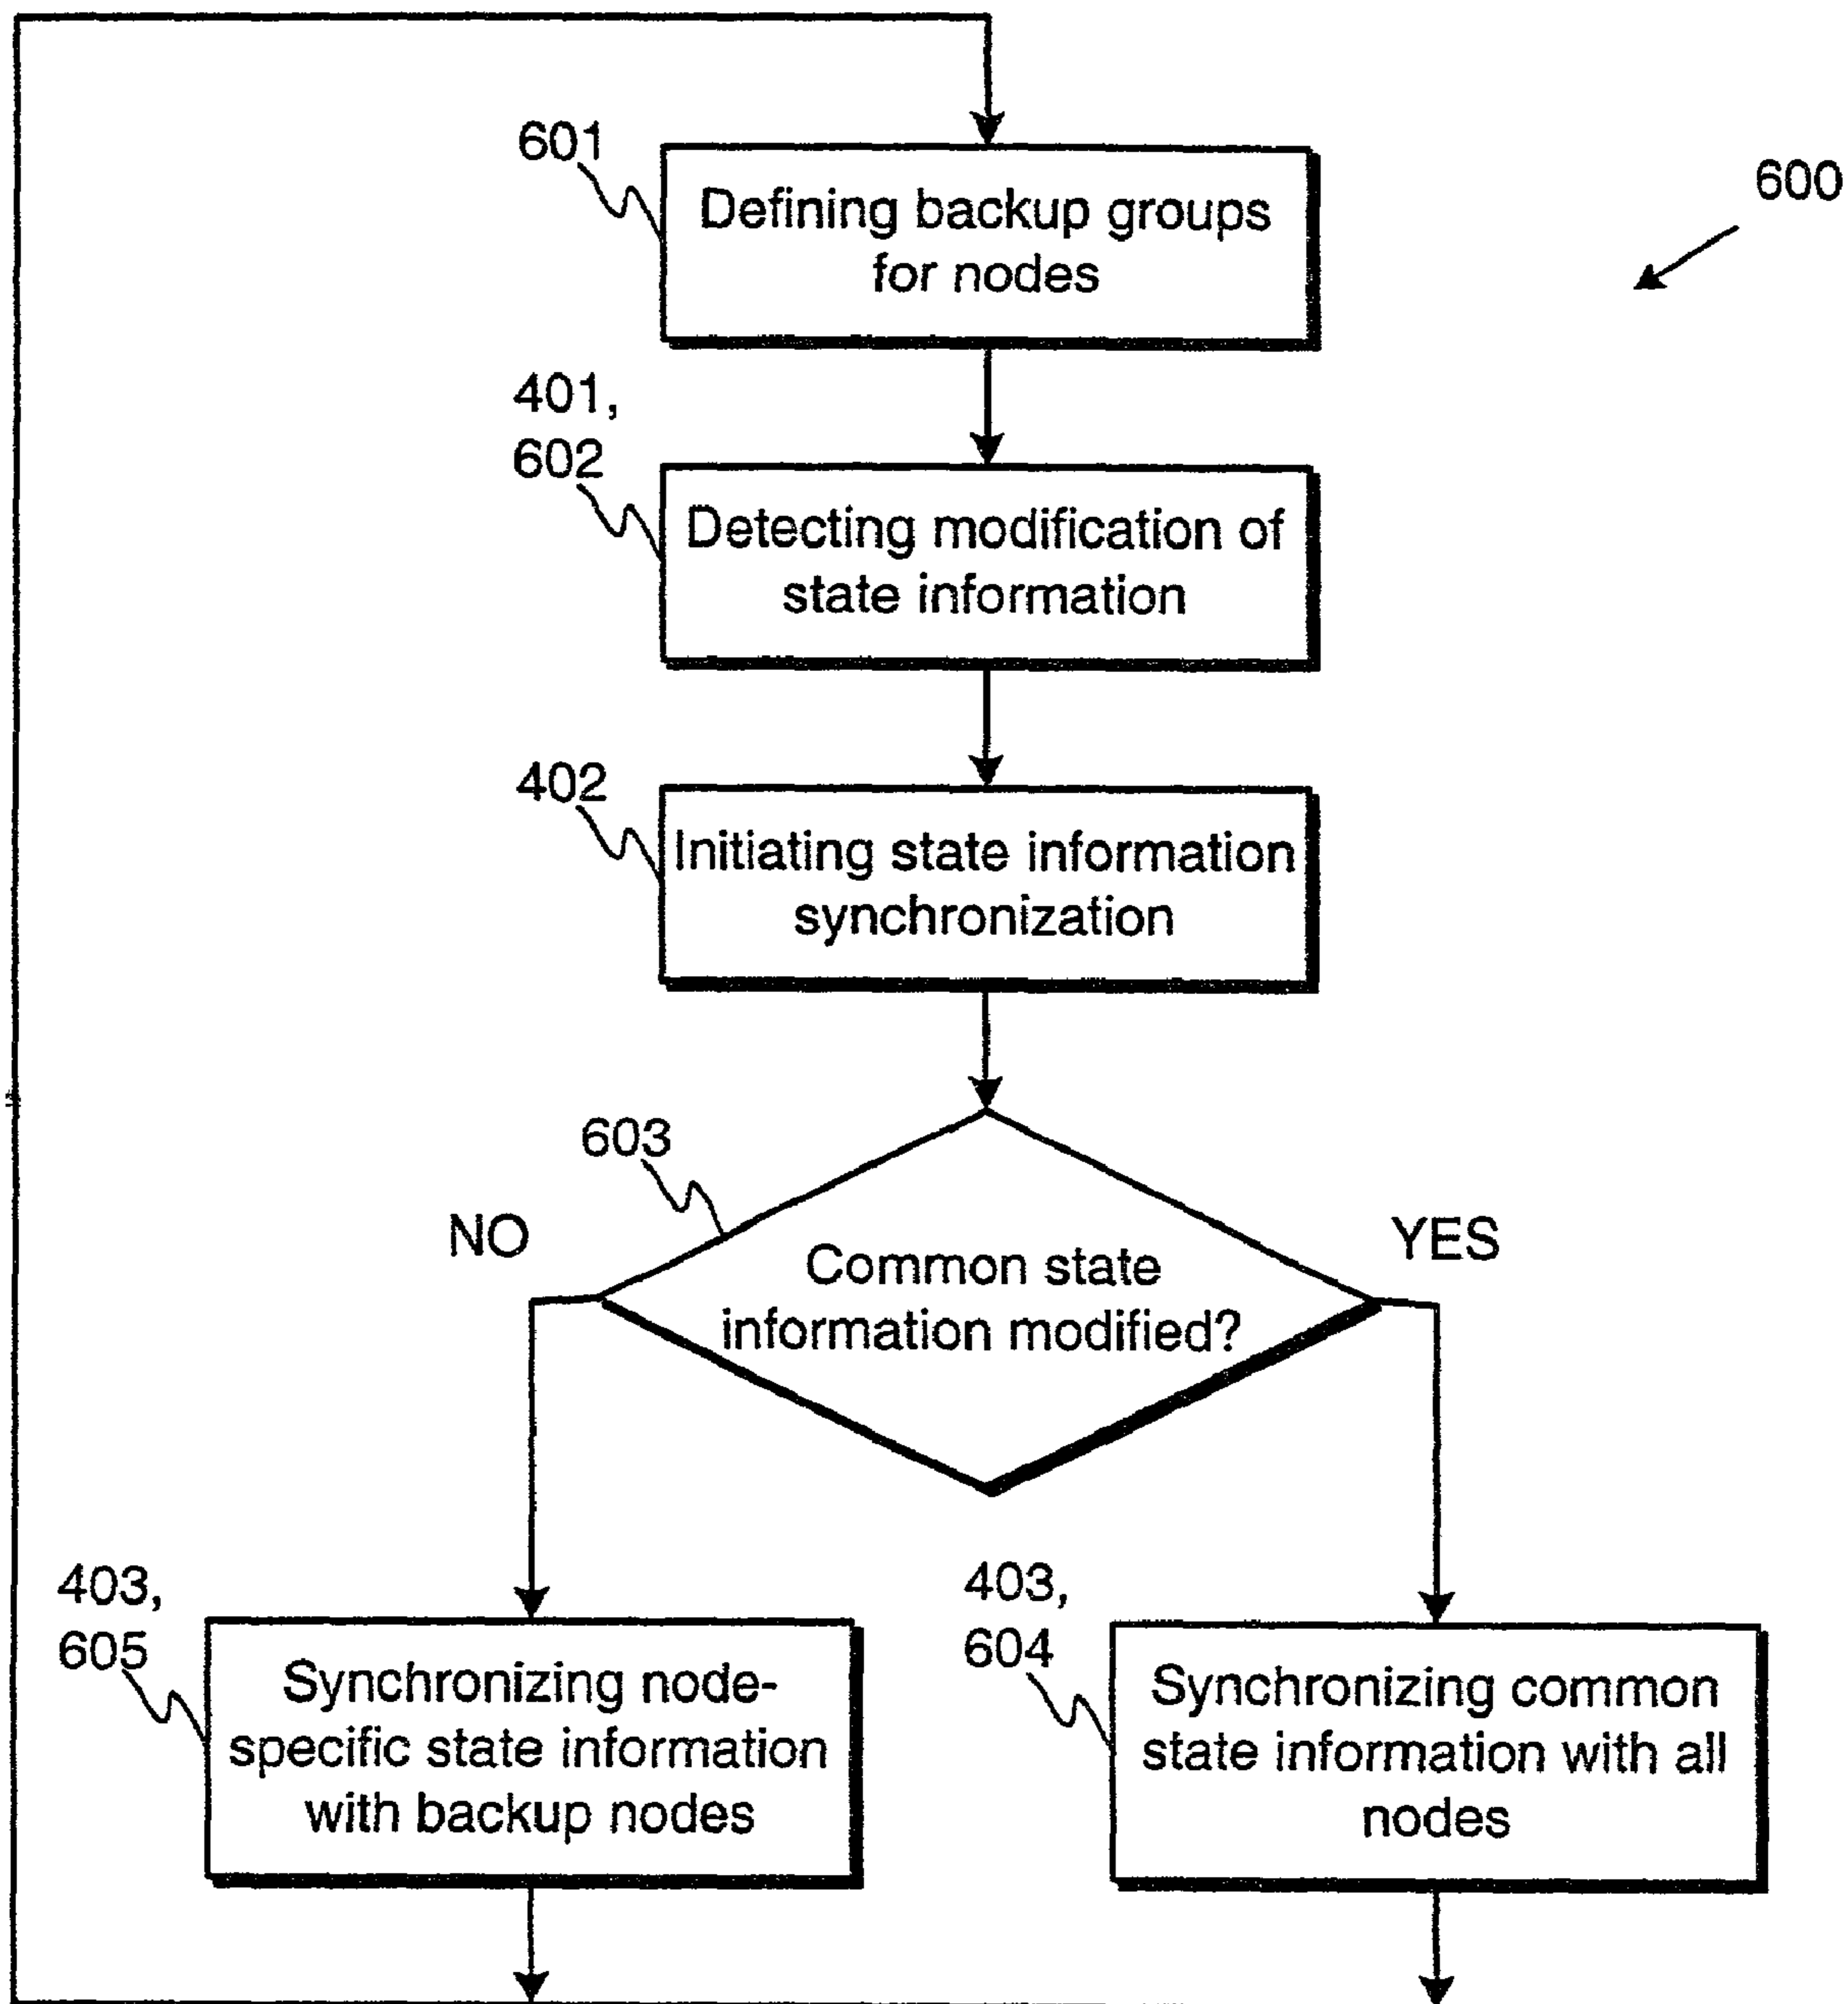 601
Defining backup groups
for nodes
600
401,
602
Detecting modification of
state information
402
Initiating state information
synchronization
603
NO
Common state
information modified?
YES
403,
605
Synchronizing node-
specific state information
with backup nodes
403,
604
Synchronizing common
state information with all
nodes